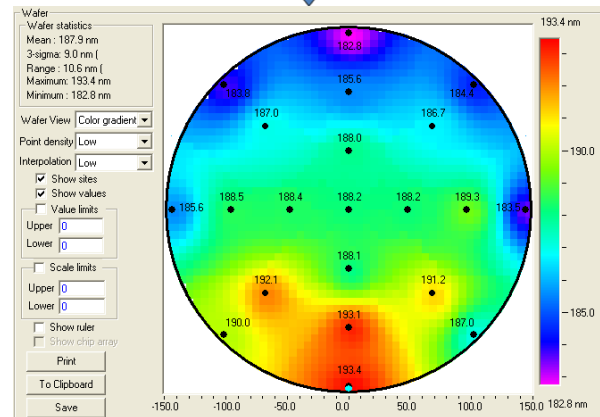 Wafer
Wafer statistics
Mean : 187.9 nm
3-sigma: 9.0 nm (
Range : 10.6 nm (
Maximum: 193.4 nm
Minimum : 182.8 nm
Wafer View Color gradient
Point density Low
Interpolation Low
Show sites
Show values
Value limits
Upper 0
Lower 0
Scale limits
Upper 0
Lower 0
Show ruler
Show chip array
Print
To Clipboard
Save
182.8
185.6
183.8
184.4
187.0
186.7
188.0
185.6
188.5
188.4
188.2
188.2
189.3
183.5
188.1
192.1
191.2
193.1
190.0
187.0
193.4
-150.0 -100.0 -50.0 0.0 50.0 100.0 150.0
193.4 nm
190.0
185.0
182.8 nm